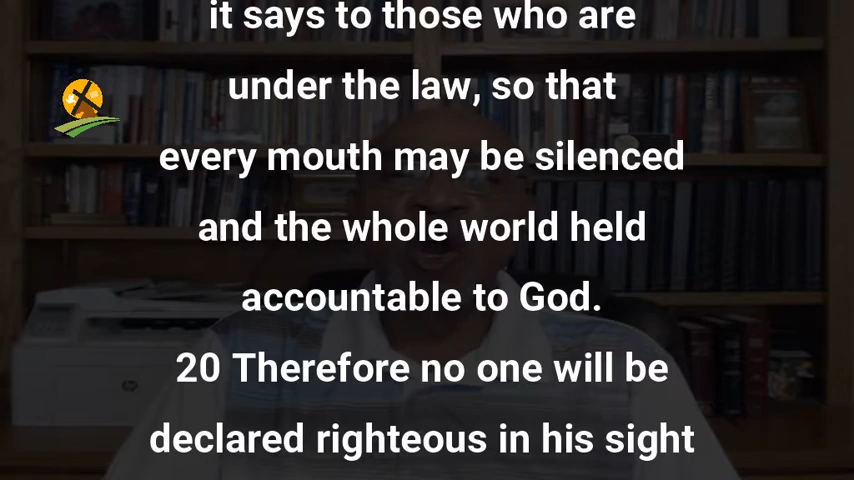 it says to those who are
under the law, so that
every mouth may be silenced
and the whole world held
accountable to God.
20 Therefore no one will be
declared righteous in his sight